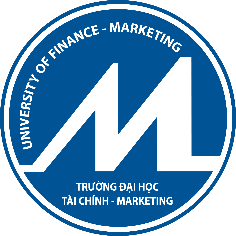 UNIVERSITY OF FINANCE - MARKETING
TRƯỜNG ĐẠI HỌC
TÀI CHÍNH - MARKETING